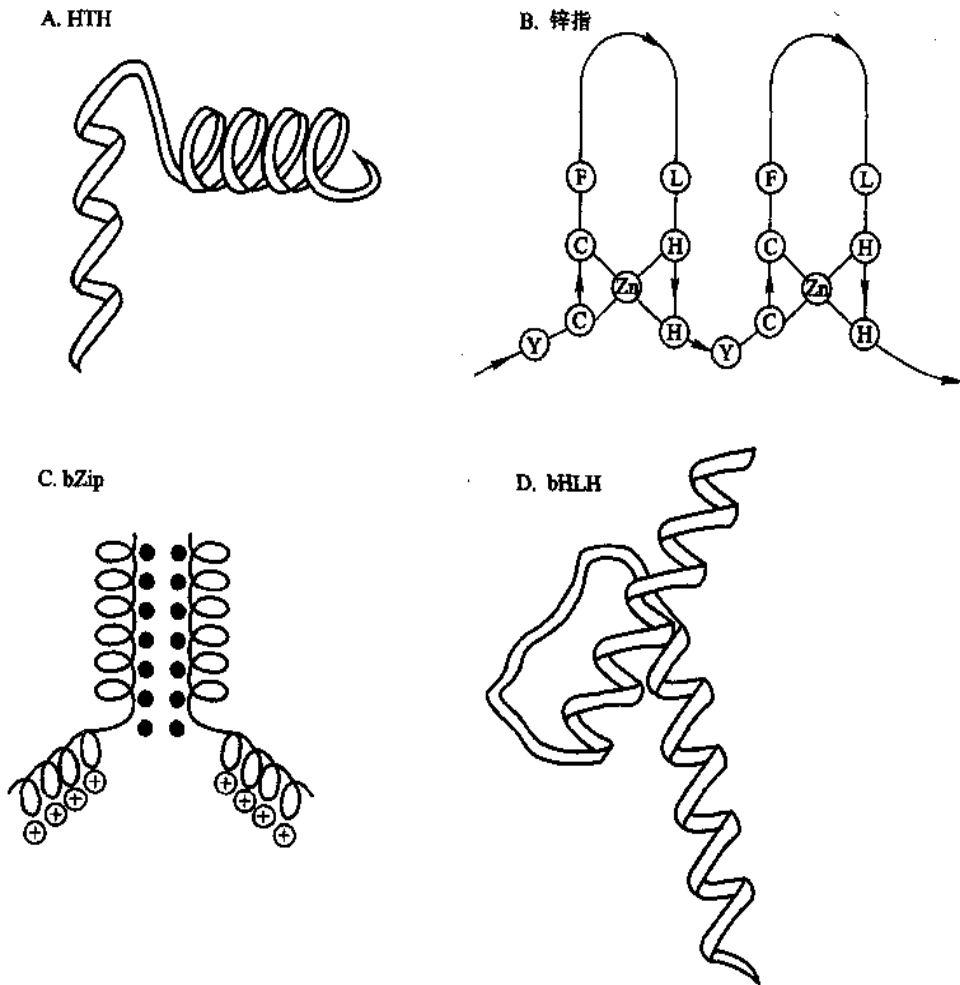 A. HTH
B. 锌指
F L F L
C H C H
Zn Zn
C H C H
Y Y
C. bZip
D. bHLH
+ + + +
+ + + +